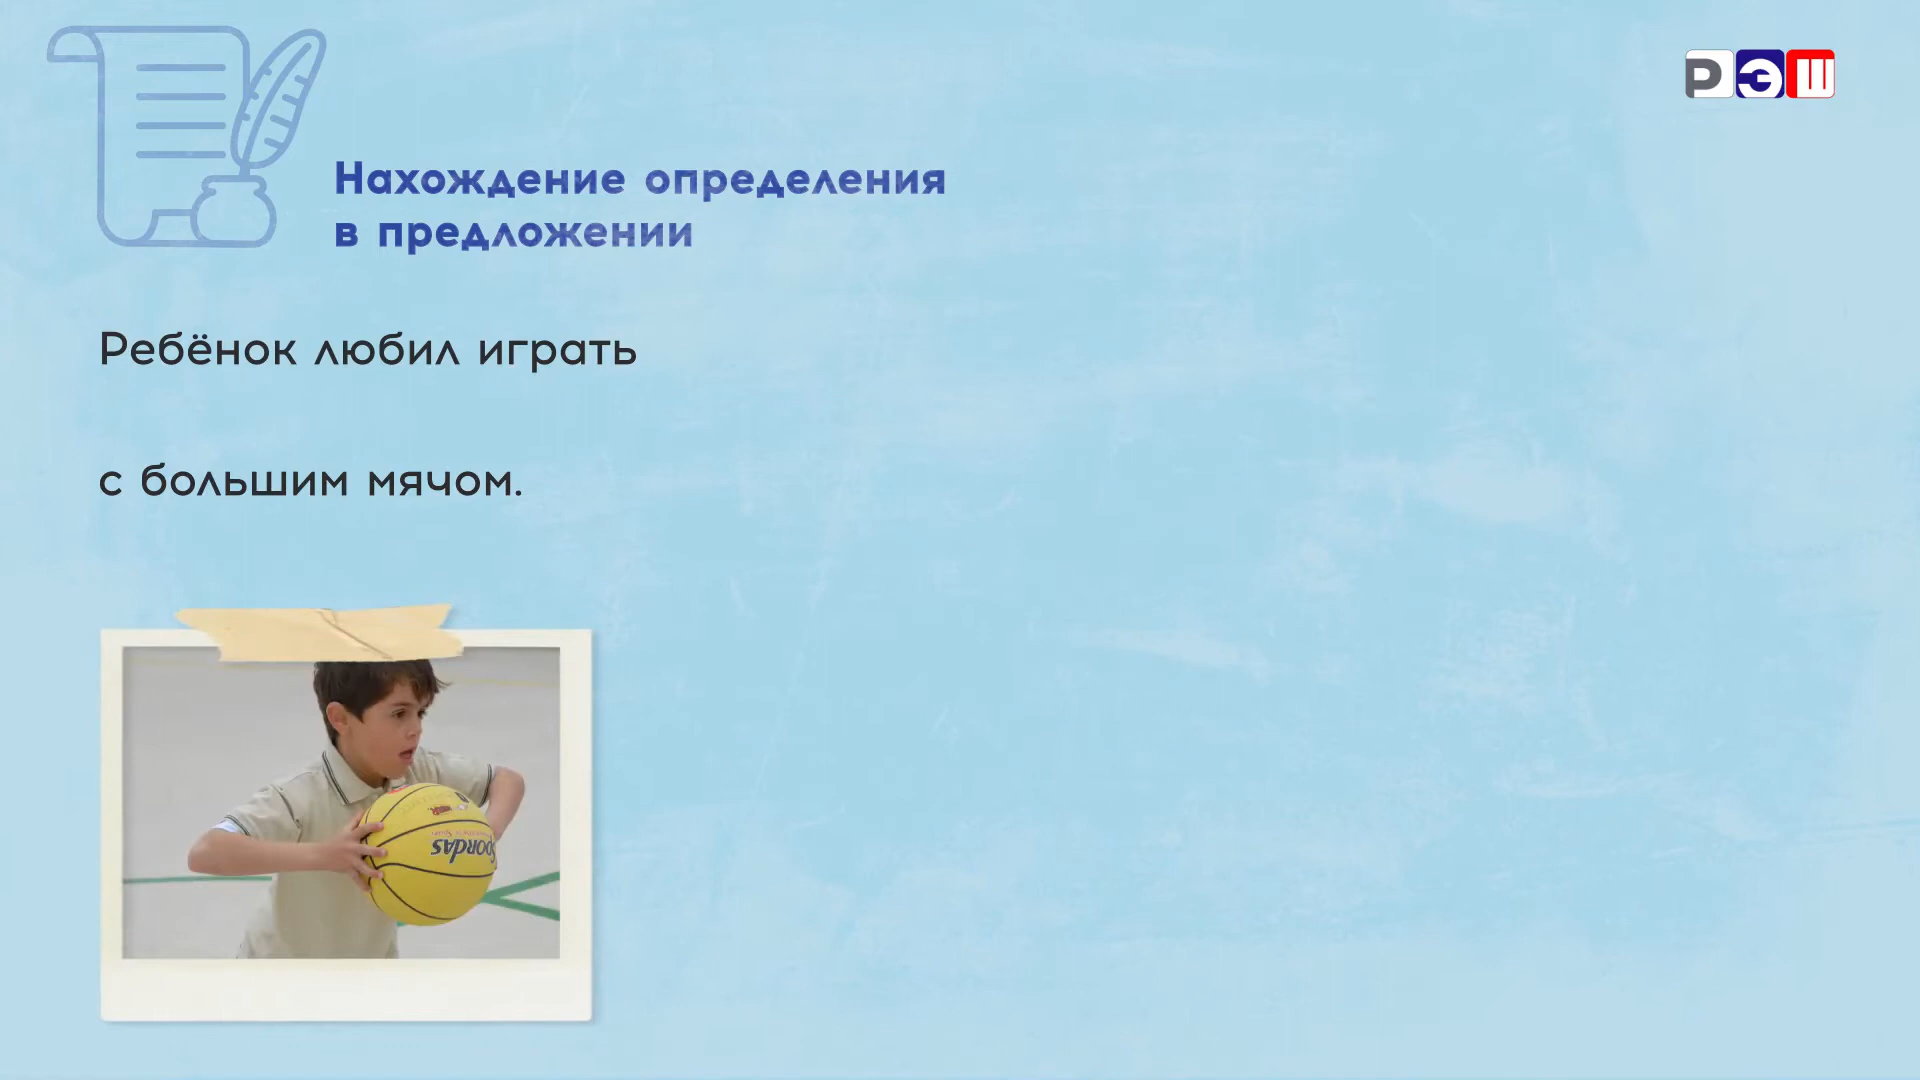 РЭШ
Нахождение определения
в предложении
Ребёнок любил играть
с большим мячом.